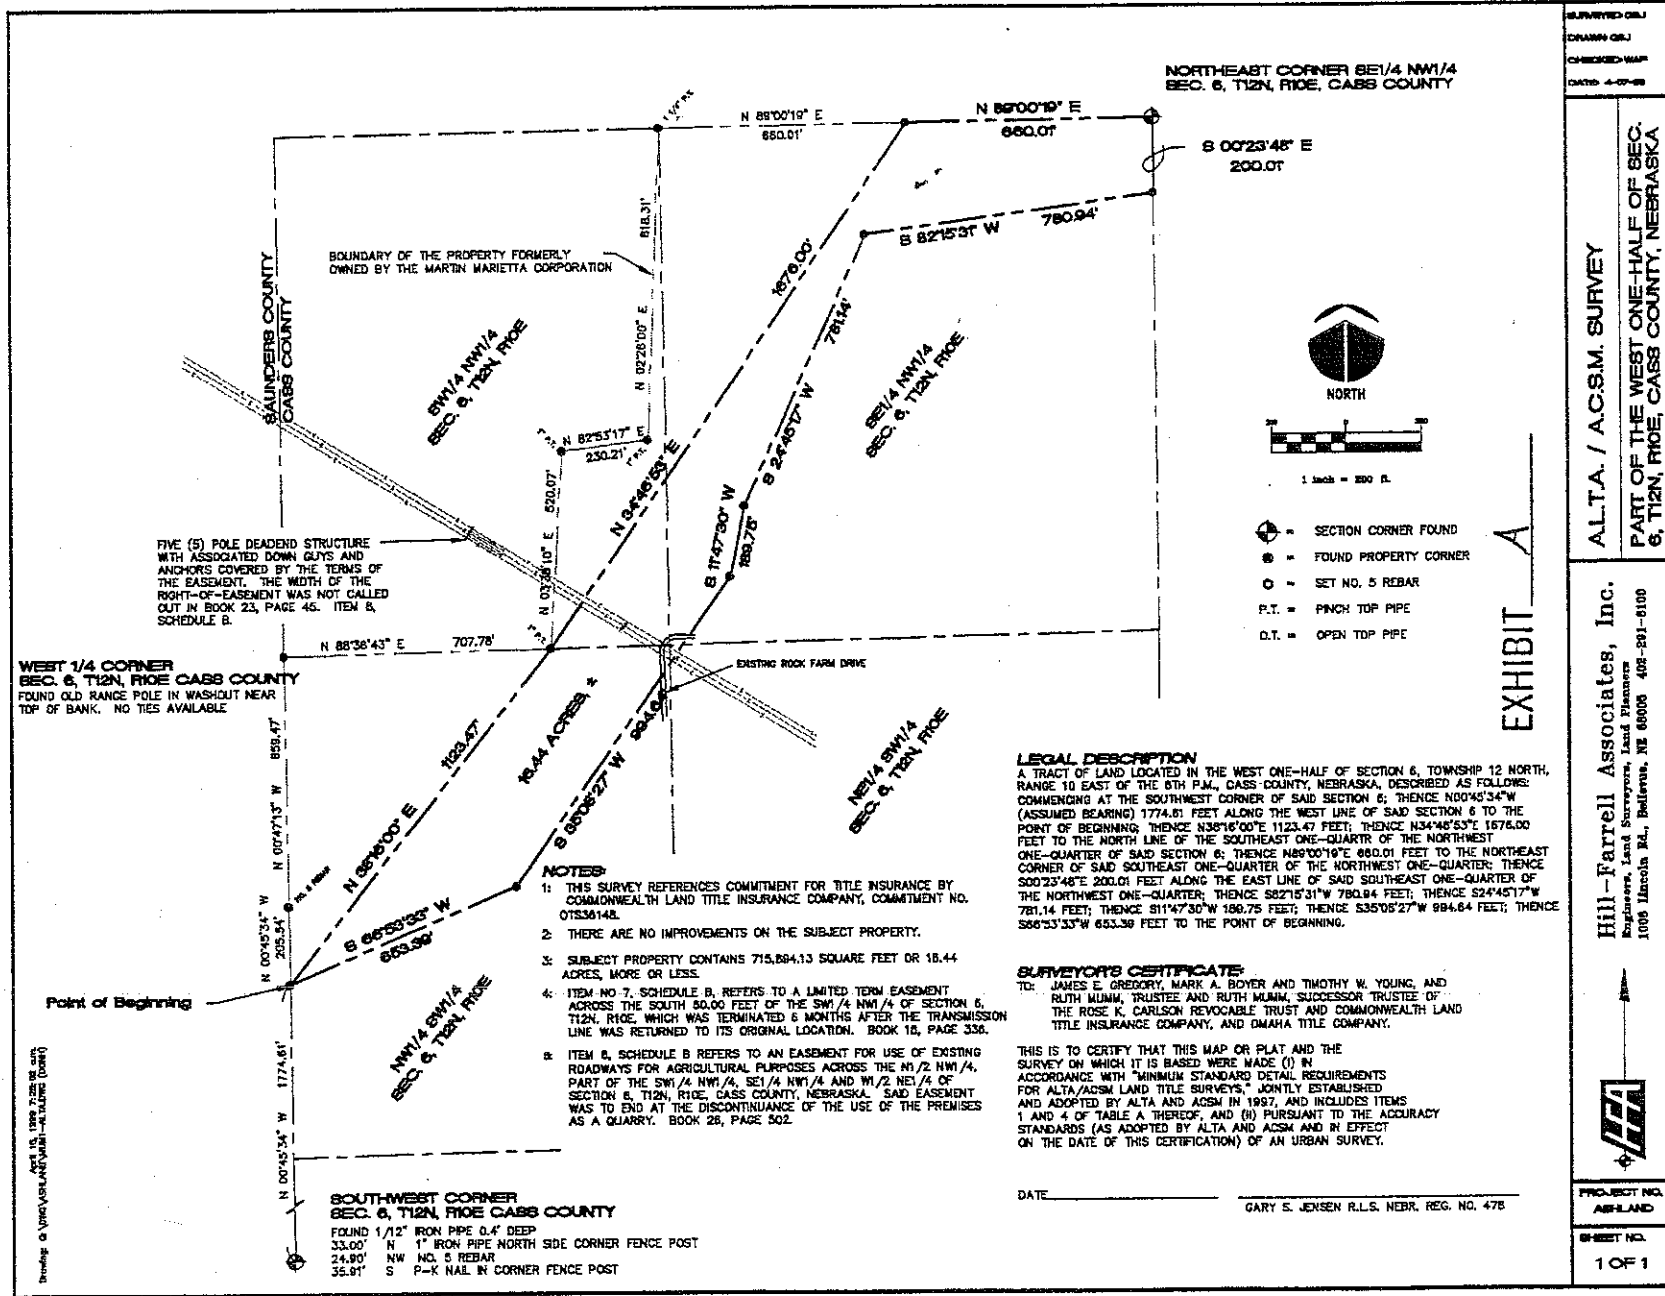 NORTHEAST CORNER SE1/4 NW1/4
SEC. 6, T12N, R10E, CASS COUNTY
N 89°00'19" E
660.01'
N 89°00'19" E
660.01'
S 00°23'48" E
200.01'
S 82°15'31" W 780.94'
818.31'
BOUNDARY OF THE PROPERTY FORMERLY
OWNED BY THE MARTIN MARIETTA CORPORATION
SAUNDERS COUNTY
CASS COUNTY
1676.00'
781.14'
N 02°26'00" E
SW1/4 NW1/4
SEC. 6, T12N, R10E
SE1/4 NW1/4
SEC. 6, T12N, R10E
N 82°53'17" E
230.21'
1" P.T.
1" P.T.
N 34°46'53" E
S 24°45'17" W
520.07'
S 11°47'30" W
189.75'
FIVE (5) POLE DEADEND STRUCTURE
WITH ASSOCIATED DOWN GUYS AND
ANCHORS COVERED BY THE TERMS OF
THE EASEMENT. THE WIDTH OF THE
RIGHT-OF-EASEMENT WAS NOT CALLED
OUT IN BOOK 23, PAGE 45. ITEM 8,
SCHEDULE B.
1" P.T.
N 88°36'43" E 707.78'
WEST 1/4 CORNER
SEC. 6, T12N, R10E CASS COUNTY
FOUND OLD RANGE POLE IN WASHOUT NEAR
TOP OF BANK. NO TIES AVAILABLE
EXISTING ROCK FARM DRIVE
16.44 ACRES, ±
994.64'
S 35°05'27" W
1123.47'
N 38°16'00" E
859.47'
N 00°47'13" W
NO. 5 REBAR
205.54'
N 00°45'34" W
S 66°53'33" W
653.39'
NE1/4 SW1/4
SEC. 6, T12N, R10E
NW1/4 SW1/4
SEC. 6, T12N, R10E
Point of Beginning
1774.61'
N 00°45'34" W
SOUTHWEST CORNER
SEC. 6, T12N, R10E CASS COUNTY
FOUND 1/12" IRON PIPE 0.4' DEEP
33.00' N 1" IRON PIPE NORTH SIDE CORNER FENCE POST
24.90' NW NO. 5 REBAR
35.91' S P-K NAIL IN CORNER FENCE POST
NORTH
1 inch = 200 ft.
= SECTION CORNER FOUND
= FOUND PROPERTY CORNER
= SET NO. 5 REBAR
P.T. = PINCH TOP PIPE
O.T. = OPEN TOP PIPE
EXHIBIT A
NOTES:
1: THIS SURVEY REFERENCES COMMITMENT FOR TITLE INSURANCE BY
COMMONWEALTH LAND TITLE INSURANCE COMPANY, COMMITMENT NO.
OTS36148.
2: THERE ARE NO IMPROVEMENTS ON THE SUBJECT PROPERTY.
3: SUBJECT PROPERTY CONTAINS 715,894.13 SQUARE FEET OR 16.44
ACRES, MORE OR LESS.
4: ITEM NO 7, SCHEDULE B, REFERS TO A LIMITED TERM EASEMENT
ACROSS THE SOUTH 50.00 FEET OF THE SW1/4 NW1/4 OF SECTION 6,
T12N, R10E, WHICH WAS TERMINATED 6 MONTHS AFTER THE TRANSMISSION
LINE WAS RETURNED TO ITS ORIGINAL LOCATION. BOOK 18, PAGE 336.
ITEM 8, SCHEDULE B REFERS TO AN EASEMENT FOR USE OF EXISTING
ROADWAYS FOR AGRICULTURAL PURPOSES ACROSS THE N1/2 NW1/4,
PART OF THE SW1/4 NW1/4, SE1/4 NW1/4 AND W1/2 NE1/4 OF
SECTION 6, T12N, R10E, CASS COUNTY, NEBRASKA. SAID EASEMENT
WAS TO END AT THE DISCONTINUANCE OF THE USE OF THE PREMISES
AS A QUARRY. BOOK 26, PAGE 502.
LEGAL DESCRIPTION
A TRACT OF LAND LOCATED IN THE WEST ONE-HALF OF SECTION 6, TOWNSHIP 12 NORTH,
RANGE 10 EAST OF THE 6TH P.M., CASS COUNTY, NEBRASKA, DESCRIBED AS FOLLOWS:
COMMENCING AT THE SOUTHWEST CORNER OF SAID SECTION 6; THENCE N00°45'34"W
(ASSUMED BEARING) 1774.61 FEET ALONG THE WEST LINE OF SAID SECTION 6 TO THE
POINT OF BEGINNING; THENCE N38°16'00"E 1123.47 FEET; THENCE N34°46'53"E 1676.00
FEET TO THE NORTH LINE OF THE SOUTHEAST ONE-QUARTR OF THE NORTHWEST
ONE-QUARTER OF SAID SECTION 6; THENCE N89°00'19"E 660.01 FEET TO THE NORTHEAST
CORNER OF SAID SOUTHEAST ONE-QUARTER OF THE NORTHWEST ONE-QUARTER; THENCE
S00°23'48"E 200.01 FEET ALONG THE EAST LINE OF SAID SOUTHEAST ONE-QUARTER OF
THE NORTHWEST ONE-QUARTER; THENCE S82°15'31"W 780.94 FEET; THENCE S24°45'17"W
781.14 FEET; THENCE S11°47'30"W 189.75 FEET; THENCE S35°05'27"W 994.64 FEET; THENCE
S66°53'33"W 653.39 FEET TO THE POINT OF BEGINNING.
SURVEYOR'S CERTIFICATE:
TO: JAMES E. GREGORY, MARK A. BOYER AND TIMOTHY W. YOUNG, AND
RUTH MUMM, TRUSTEE AND RUTH MUMM, SUCCESSOR TRUSTEE OF
THE ROSE K. CARLSON REVOCABLE TRUST AND COMMONWEALTH LAND
TITLE INSURANCE COMPANY, AND OMAHA TITLE COMPANY.
THIS IS TO CERTIFY THAT THIS MAP OR PLAT AND THE
SURVEY ON WHICH IT IS BASED WERE MADE (I) IN
ACCORDANCE WITH "MINIMUM STANDARD DETAIL REQUIREMENTS
FOR ALTA/ACSM LAND TITLE SURVEYS," JOINTLY ESTABLISHED
AND ADOPTED BY ALTA AND ACSM IN 1997, AND INCLUDES ITEMS
1 AND 4 OF TABLE A THEREOF, AND (II) PURSUANT TO THE ACCURACY
STANDARDS (AS ADOPTED BY ALTA AND ACSM AND IN EFFECT
ON THE DATE OF THIS CERTIFICATION) OF AN URBAN SURVEY.
DATE
GARY S. JENSEN R.L.S. NEBR. REG. NO. 475
SURVEYED GSJ
DRAWN GSJ
CHECKED WAF
A.L.T.A. / A.C.S.M. SURVEY
PART OF THE WEST ONE-HALF OF SEC.
6, T12N, R10E, CASS COUNTY, NEBRASKA
Hill-Farrell Associates, Inc.
Engineers, Land Surveyors, Land Planners
1005 Lincoln Rd., Bellevue, NE 68005 402-291-6100
HFA
PROJECT NO.
ASHLAND
SHEET NO.
1 OF 1